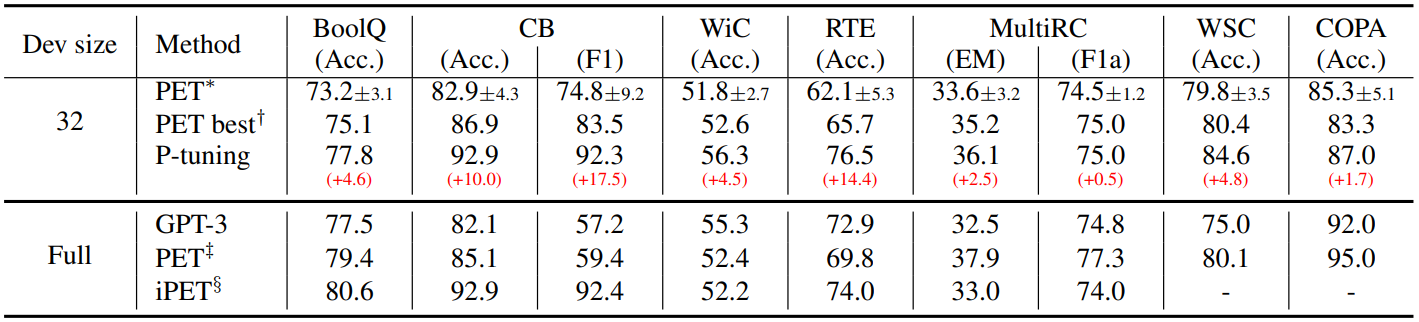 Dev size Method BoolQ CB WiC RTE MultiRC WSC COPA
(Acc.) (Acc.) (F1) (Acc.) (Acc.) (EM) (F1a) (Acc.) (Acc.)
32 PET* 73.2±3.1 82.9±4.3 74.8±9.2 51.8±2.7 62.1±5.3 33.6±3.2 74.5±1.2 79.8±3.5 85.3±5.1
PET best† 75.1 86.9 83.5 52.6 65.7 35.2 75.0 80.4 83.3
P-tuning 77.8 92.9 92.3 56.3 76.5 36.1 75.0 84.6 87.0
(+4.6) (+10.0) (+17.5) (+4.5) (+14.4) (+2.5) (+0.5) (+4.8) (+1.7)
Full GPT-3 77.5 82.1 57.2 55.3 72.9 32.5 74.8 75.0 92.0
PET‡ 79.4 85.1 59.4 52.4 69.8 37.9 77.3 80.1 95.0
iPET§ 80.6 92.9 92.4 52.2 74.0 33.0 74.0 - -